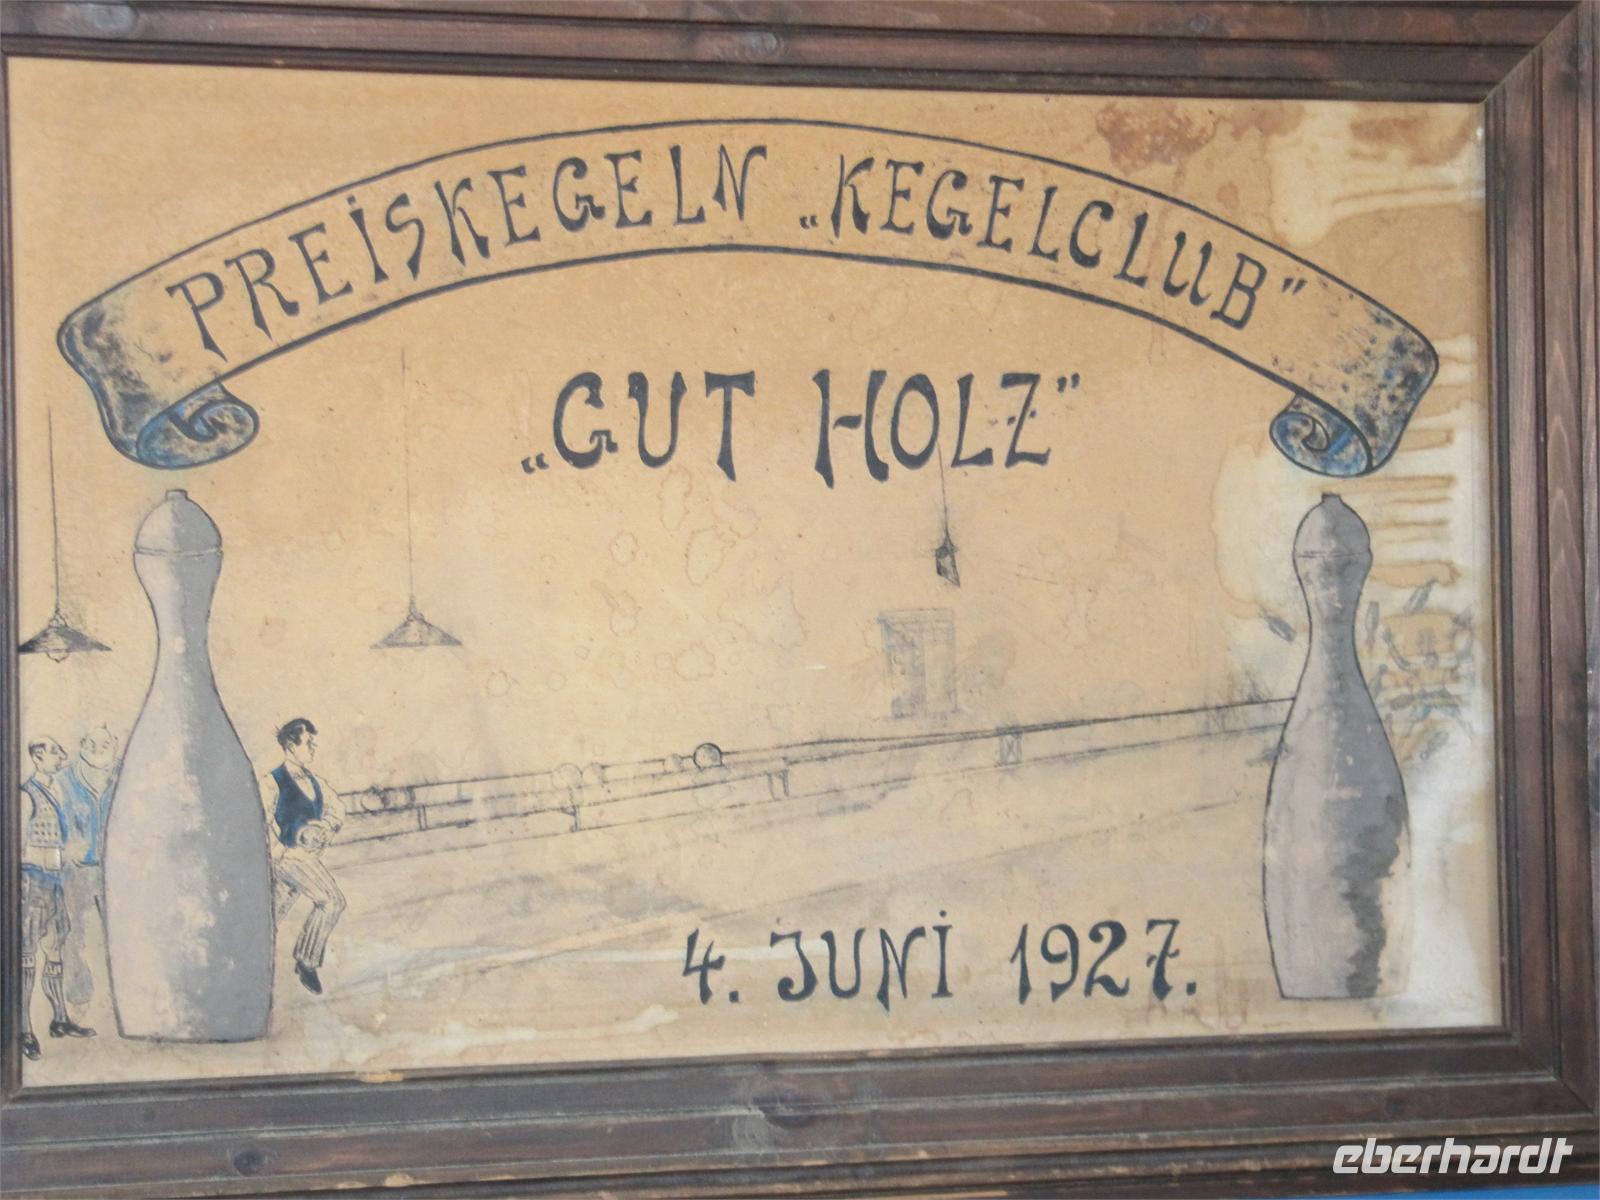 PREISKEGELN „KEGELCLUB"
„GUT HOLZ"
4. JUNI 1927.
eberhardt